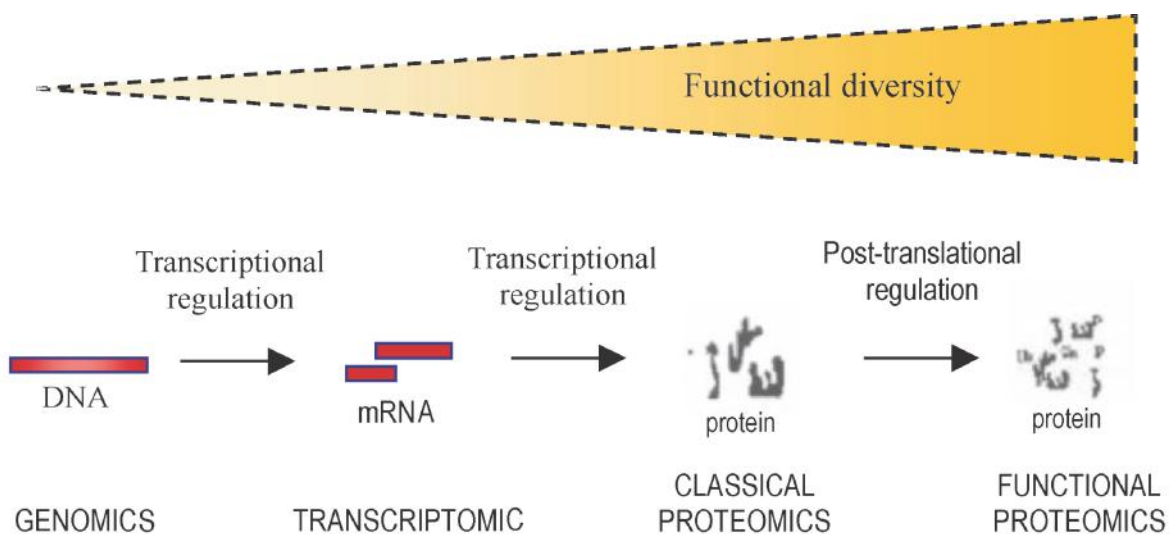 Functional diversity
Transcriptional
regulation
Transcriptional
regulation
Post-translational
regulation
DNA
mRNA
protein
protein
GENOMICS
TRANSCRIPTOMIC
CLASSICAL
PROTEOMICS
FUNCTIONAL
PROTEOMICS